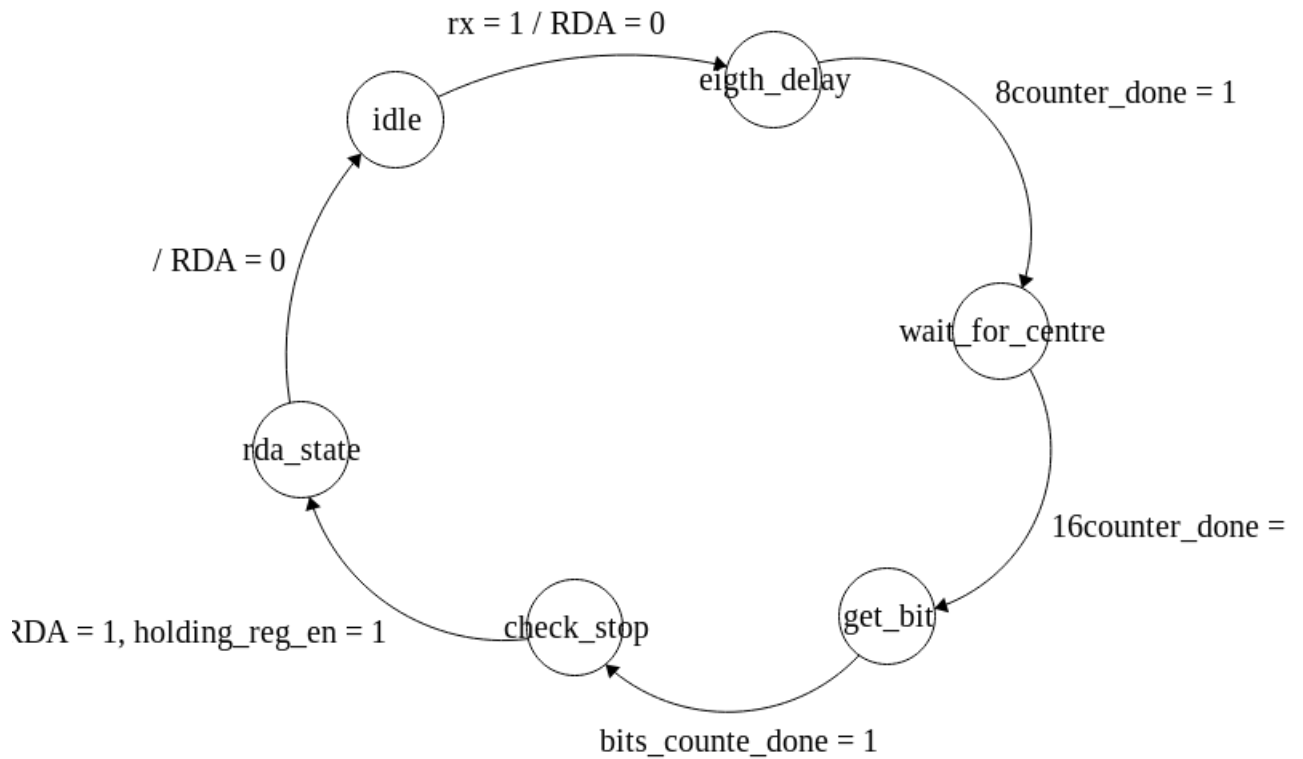 rx = 1 / RDA = 0
eigth_delay
8counter_done = 1
idle
/ RDA = 0
wait_for_centre
rda_state
16counter_done =
get_bit
check_stop
RDA = 1, holding_reg_en = 1
bits_counte_done = 1